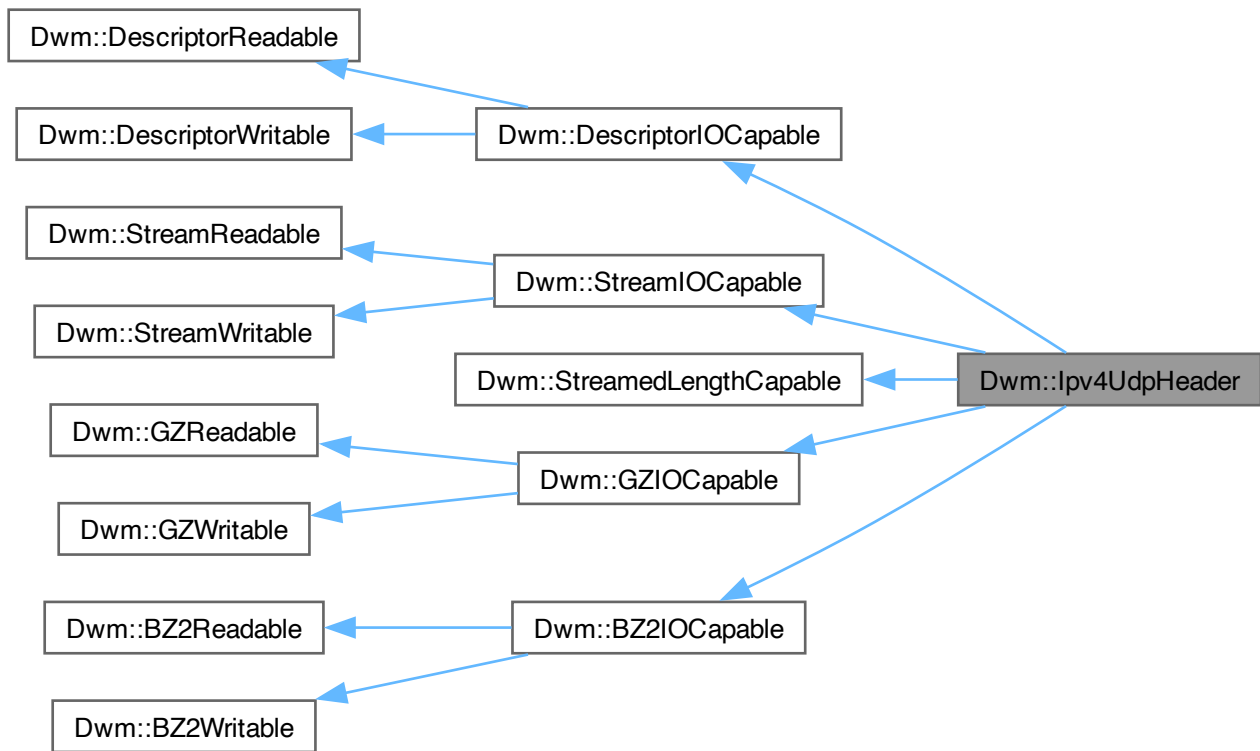 Dwm::DescriptorReadable
Dwm::DescriptorWritable
Dwm::DescriptorIOCapable
Dwm::StreamReadable
Dwm::StreamIOCapable
Dwm::StreamWritable
Dwm::StreamedLengthCapable
Dwm::Ipv4UdpHeader
Dwm::GZReadable
Dwm::GZIOCapable
Dwm::GZWritable
Dwm::BZ2Readable
Dwm::BZ2IOCapable
Dwm::BZ2Writable